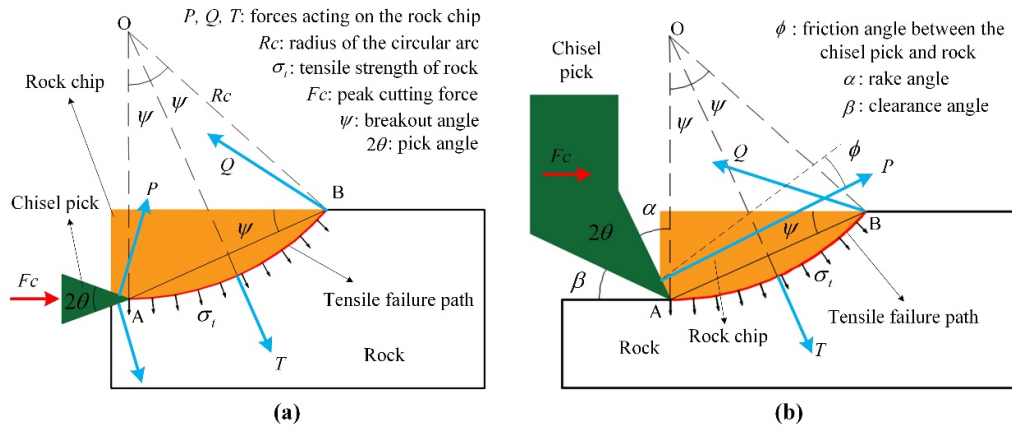 P, Q, T: forces acting on the rock chip
Rc: radius of the circular arc
σt: tensile strength of rock
Fc: peak cutting force
ψ: breakout angle
2θ: pick angle
O
Rock chip
ψ
ψ
Rc
Q
P
B
Chisel pick
ψ
Fc
2θ
A
σt
Tensile failure path
T
Rock
(a)
ϕ: friction angle between the
chisel pick and rock
α: rake angle
β: clearance angle
O
Chisel
pick
ψ
ψ
Fc
Q
ϕ
P
α
2θ
ψ
B
β
A
σt
Rock
Rock chip
Tensile failure path
T
(b)